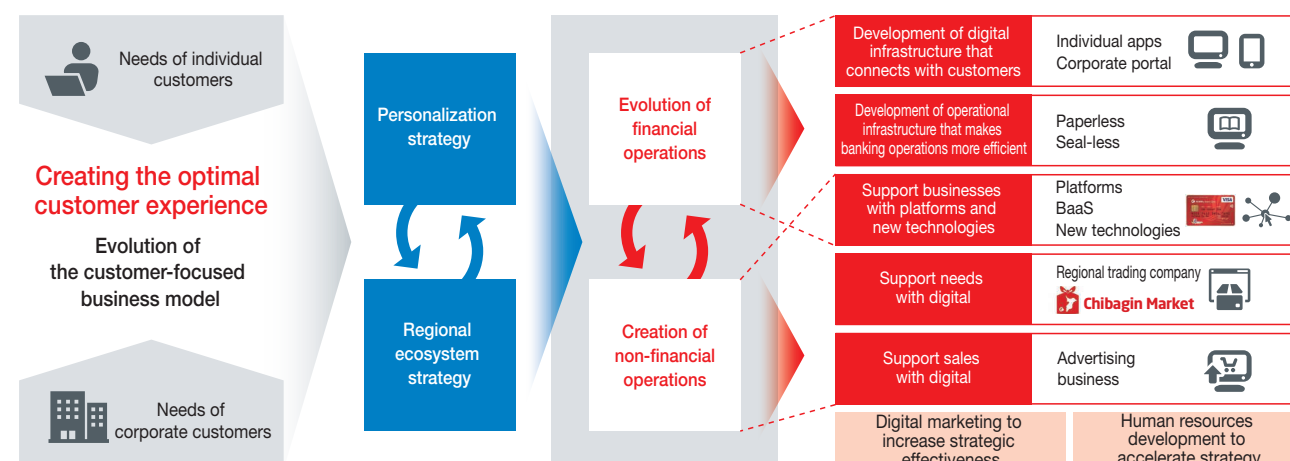 Needs of individual
customers
Creating the optimal
customer experience
Evolution of
the customer-focused
business model
Needs of
corporate customers
Personalization
strategy
Regional
ecosystem
strategy
Evolution of
financial
operations
Creation of
non-financial
operations
Development of digital
infrastructure that
connects with customers
Individual apps
Corporate portal
Development of operational
infrastructure that makes
banking operations more efficient
Paperless
Seal-less
Support businesses
with platforms and
new technologies
Platforms
BaaS
New technologies
VISA
Support needs
with digital
Regional trading company
Chibagin Market
Support sales
with digital
Advertising
business
Digital marketing to
increase strategic
effectiveness
Human resources
development to
accelerate strategy